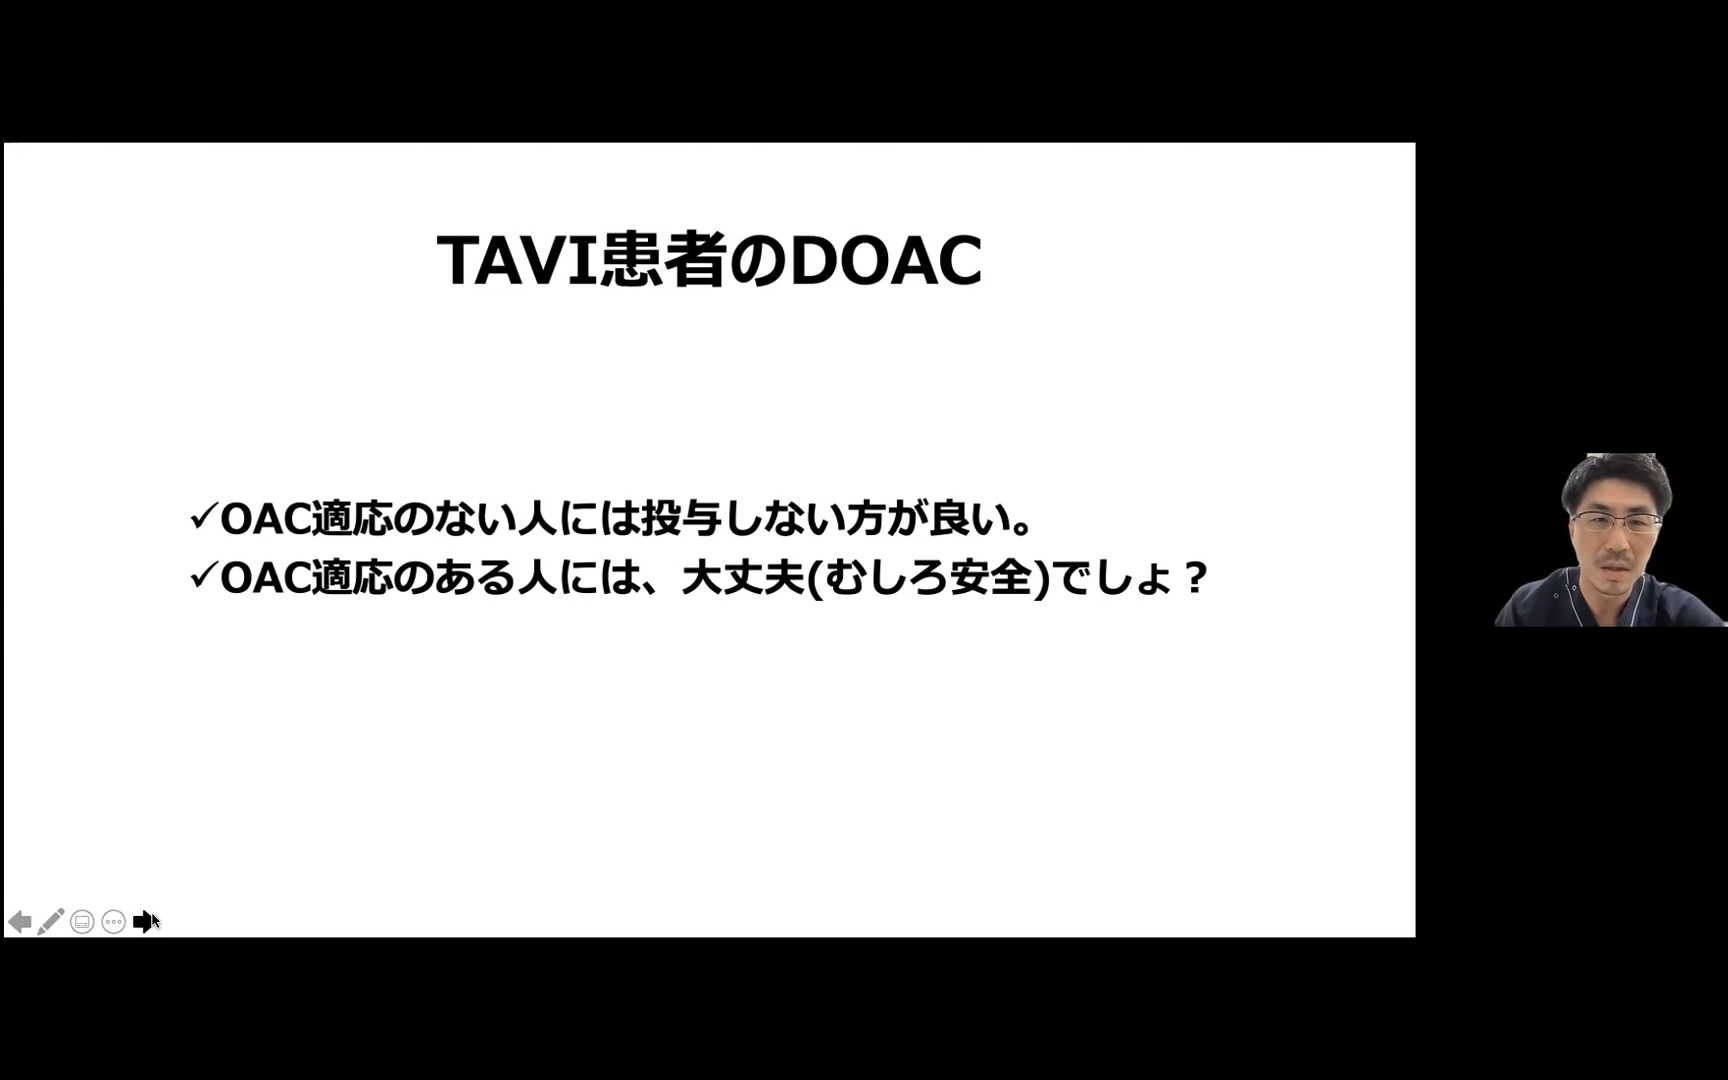 TAVI患者のDOAC
✓OAC適応のない人には投与しない方が良い。
✓OAC適応のある人には、大丈夫(むしろ安全)でしょ？